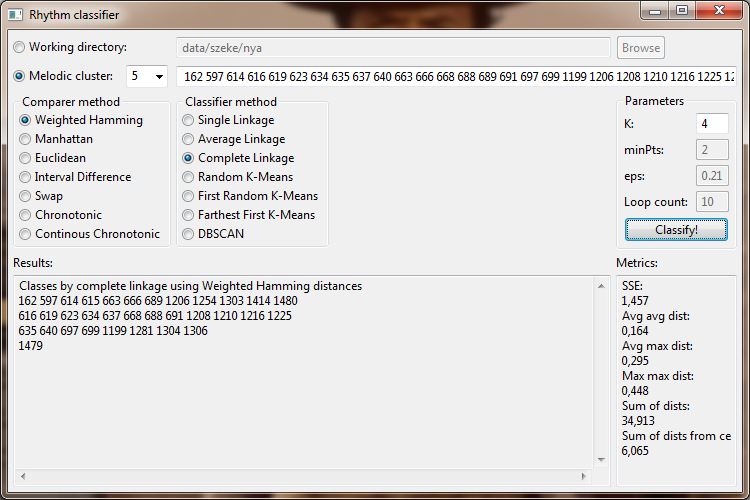 Rhythm classifier
Working directory: data/szeke/nya Browse
Melodic cluster: 5 162 597 614 616 619 623 634 635 637 640 663 666 668 688 689 691 697 699 1199 1206 1208 1210 1216 1225 12
Comparer method
Weighted Hamming
Manhattan
Euclidean
Interval Difference
Swap
Chronotonic
Continous Chronotonic
Classifier method
Single Linkage
Average Linkage
Complete Linkage
Random K-Means
First Random K-Means
Farthest First K-Means
DBSCAN
Parameters
K: 4
minPts: 2
eps: 0.21
Loop count: 10
Classify!
Results:
Classes by complete linkage using Weighted Hamming distances
162 597 614 615 663 666 689 1206 1254 1303 1414 1480
616 619 623 634 637 668 688 691 1208 1210 1216 1225
635 640 697 699 1199 1281 1304 1306
1479
Metrics:
SSE:
1,457
Avg avg dist:
0,164
Avg max dist:
0,295
Max max dist:
0,448
Sum of dists:
34,913
Sum of dists from ce
6,065